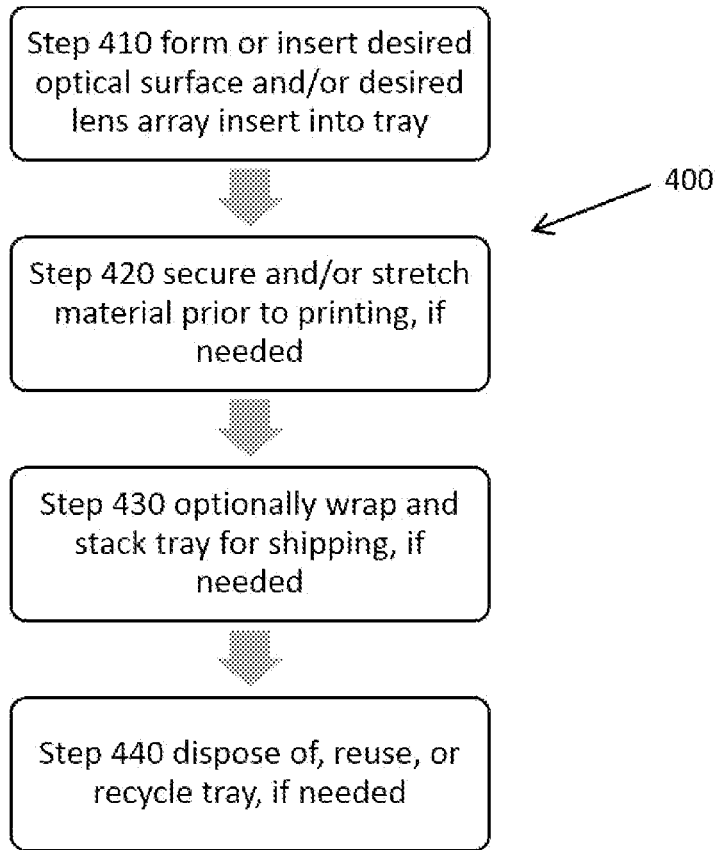 Step 410 form or insert desired
optical surface and/or desired
lens array insert into tray
400
Step 420 secure and/or stretch
material prior to printing, if
needed
Step 430 optionally wrap and
stack tray for shipping, if
needed
Step 440 dispose of, reuse, or
recycle tray, if needed